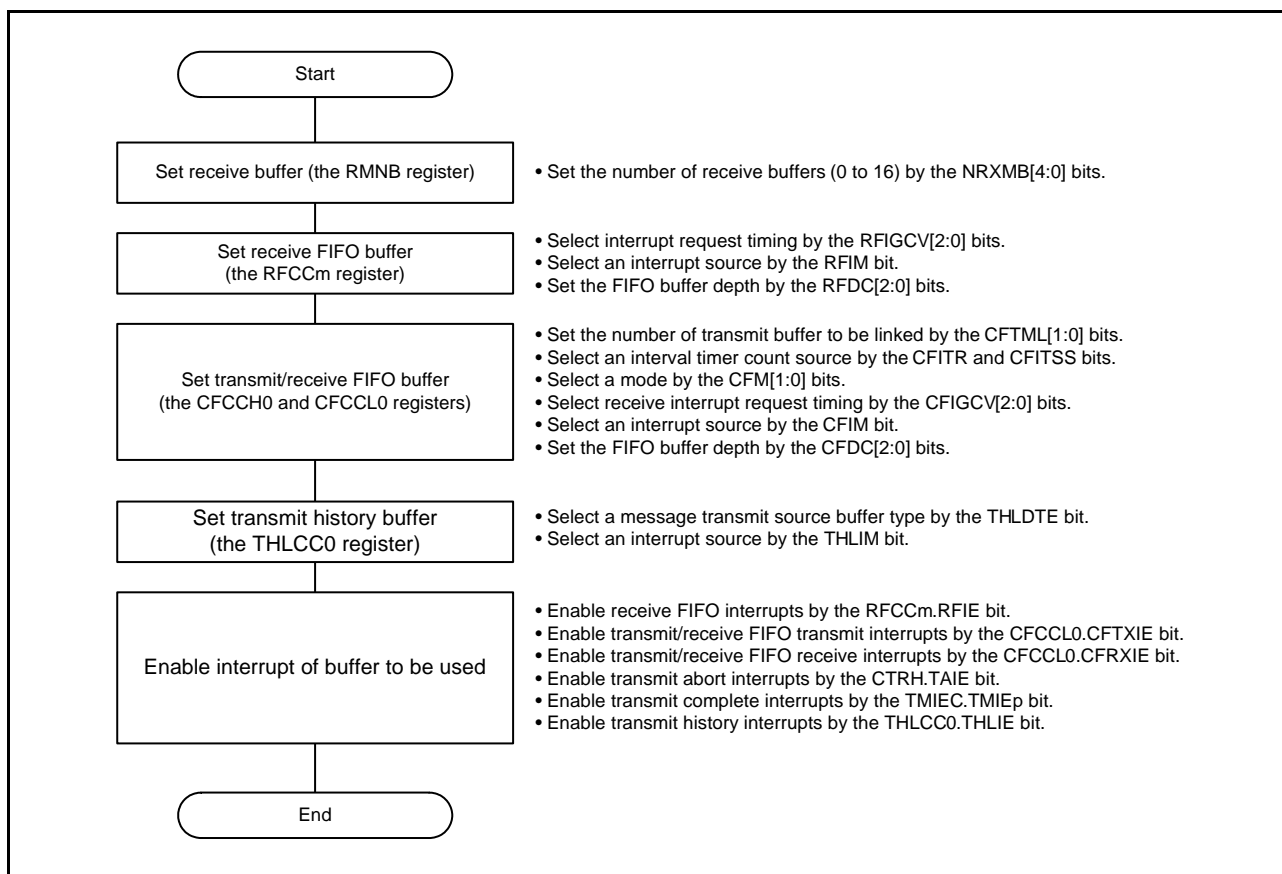 Start
Set receive buffer (the RMNB register)
• Set the number of receive buffers (0 to 16) by the NRXMB[4:0] bits.
Set receive FIFO buffer
(the RFCCm register)
• Select interrupt request timing by the RFIGCV[2:0] bits.
• Select an interrupt source by the RFIM bit.
• Set the FIFO buffer depth by the RFDC[2:0] bits.
Set transmit/receive FIFO buffer
(the CFCCH0 and CFCCL0 registers)
• Set the number of transmit buffer to be linked by the CFTML[1:0] bits.
• Select an interval timer count source by the CFITR and CFITSS bits.
• Select a mode by the CFM[1:0] bits.
• Select receive interrupt request timing by the CFIGCV[2:0] bits.
• Select an interrupt source by the CFIM bit.
• Set the FIFO buffer depth by the CFDC[2:0] bits.
Set transmit history buffer
(the THLCC0 register)
• Select a message transmit source buffer type by the THLDTE bit.
• Select an interrupt source by the THLIM bit.
Enable interrupt of buffer to be used
• Enable receive FIFO interrupts by the RFCCm.RFIE bit.
• Enable transmit/receive FIFO transmit interrupts by the CFCCL0.CFTXIE bit.
• Enable transmit/receive FIFO receive interrupts by the CFCCL0.CFRXIE bit.
• Enable transmit abort interrupts by the CTRH.TAIE bit.
• Enable transmit complete interrupts by the TMIEC.TMIEp bit.
• Enable transmit history interrupts by the THLCC0.THLIE bit.
End